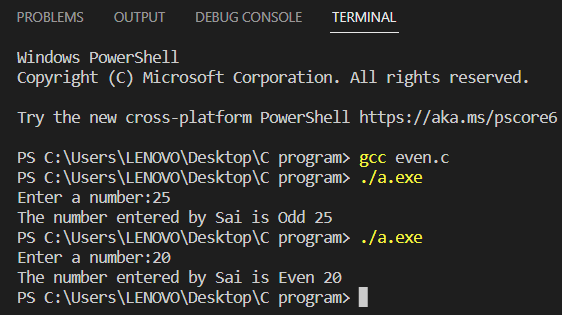 PROBLEMS OUTPUT DEBUG CONSOLE TERMINAL
Windows PowerShell
Copyright (C) Microsoft Corporation. All rights reserved.
Try the new cross-platform PowerShell https://aka.ms/pscore6
PS C:\Users\LENOVO\Desktop\C program> gcc even.c
PS C:\Users\LENOVO\Desktop\C program> ./a.exe
Enter a number:25
The number entered by Sai is Odd 25
PS C:\Users\LENOVO\Desktop\C program> ./a.exe
Enter a number:20
The number entered by Sai is Even 20
PS C:\Users\LENOVO\Desktop\C program>